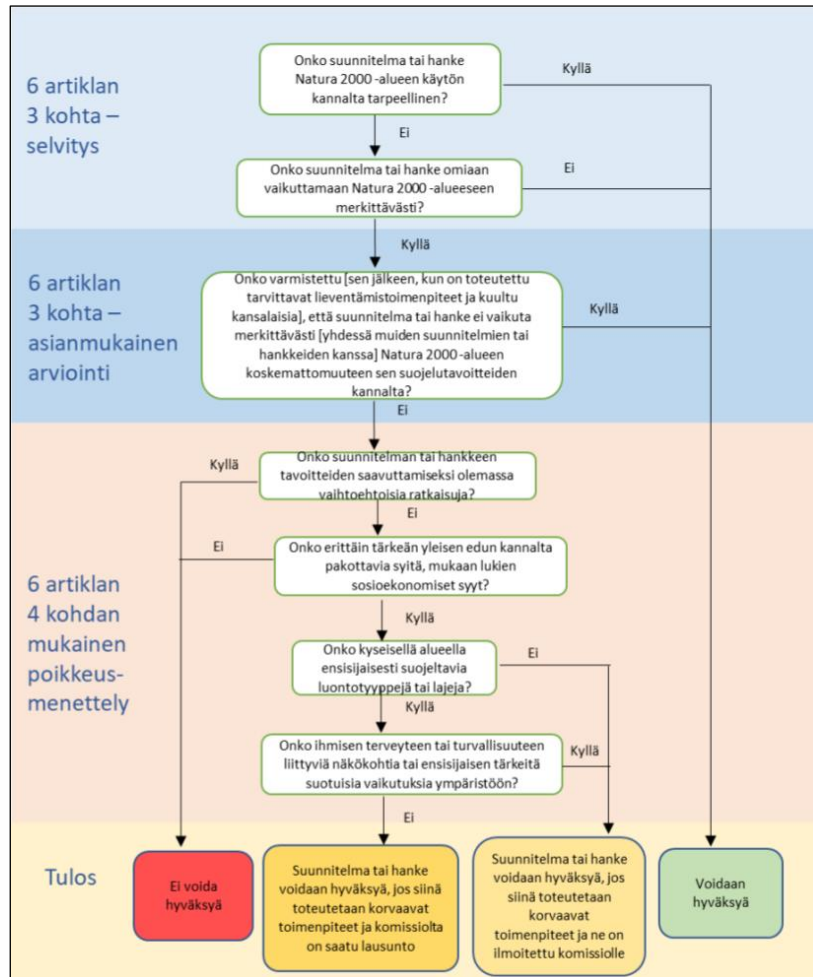 6 artiklan
3 kohta –
selvitys
Onko suunnitelma tai hanke
Natura 2000 -alueen käytön
kannalta tarpeellinen?
Kyllä
Ei
Onko suunnitelma tai hanke omiaan
vaikuttamaan Natura 2000 -alueeseen
merkittävästi?
Ei
Kyllä
6 artiklan
3 kohta –
asianmukainen
arviointi
Onko varmistettu [sen jälkeen, kun on toteutettu
tarvittavat lieventämistoimenpiteet ja kuultu
kansalaisia], että suunnitelma tai hanke ei vaikuta
merkittävästi [yhdessä muiden suunnitelmien tai
hankkeiden kanssa] Natura 2000 -alueen
koskemattomuuteen sen suojelutavoitteiden
kannalta?
Kyllä
Ei
6 artiklan
4 kohdan
mukainen
poikkeus-
menettely
Onko suunnitelman tai hankkeen
tavoitteiden saavuttamiseksi olemassa
vaihtoehtoisia ratkaisuja?
Kyllä
Ei
Onko erittäin tärkeän yleisen edun kannalta
pakottavia syitä, mukaan lukien
sosioekonomiset syyt?
Ei
Kyllä
Onko kyseisellä alueella
ensisijaisesti suojeltavia
luontotyyppejä tai lajeja?
Ei
Kyllä
Onko ihmisen terveyteen tai turvallisuuteen
liittyviä näkökohtia tai ensisijaisen tärkeitä
suotuisia vaikutuksia ympäristöön?
Kyllä
Ei
Tulos
Ei voida
hyväksyä
Suunnitelma tai hanke
voidaan hyväksyä, jos siinä
toteutetaan korvaavat
toimenpiteet ja komissiolta
on saatu lausunto
Suunnitelma tai hanke
voidaan hyväksyä, jos
siinä toteutetaan
korvaavat
toimenpiteet ja ne on
ilmoitettu komissiolle
Voidaan
hyväksyä